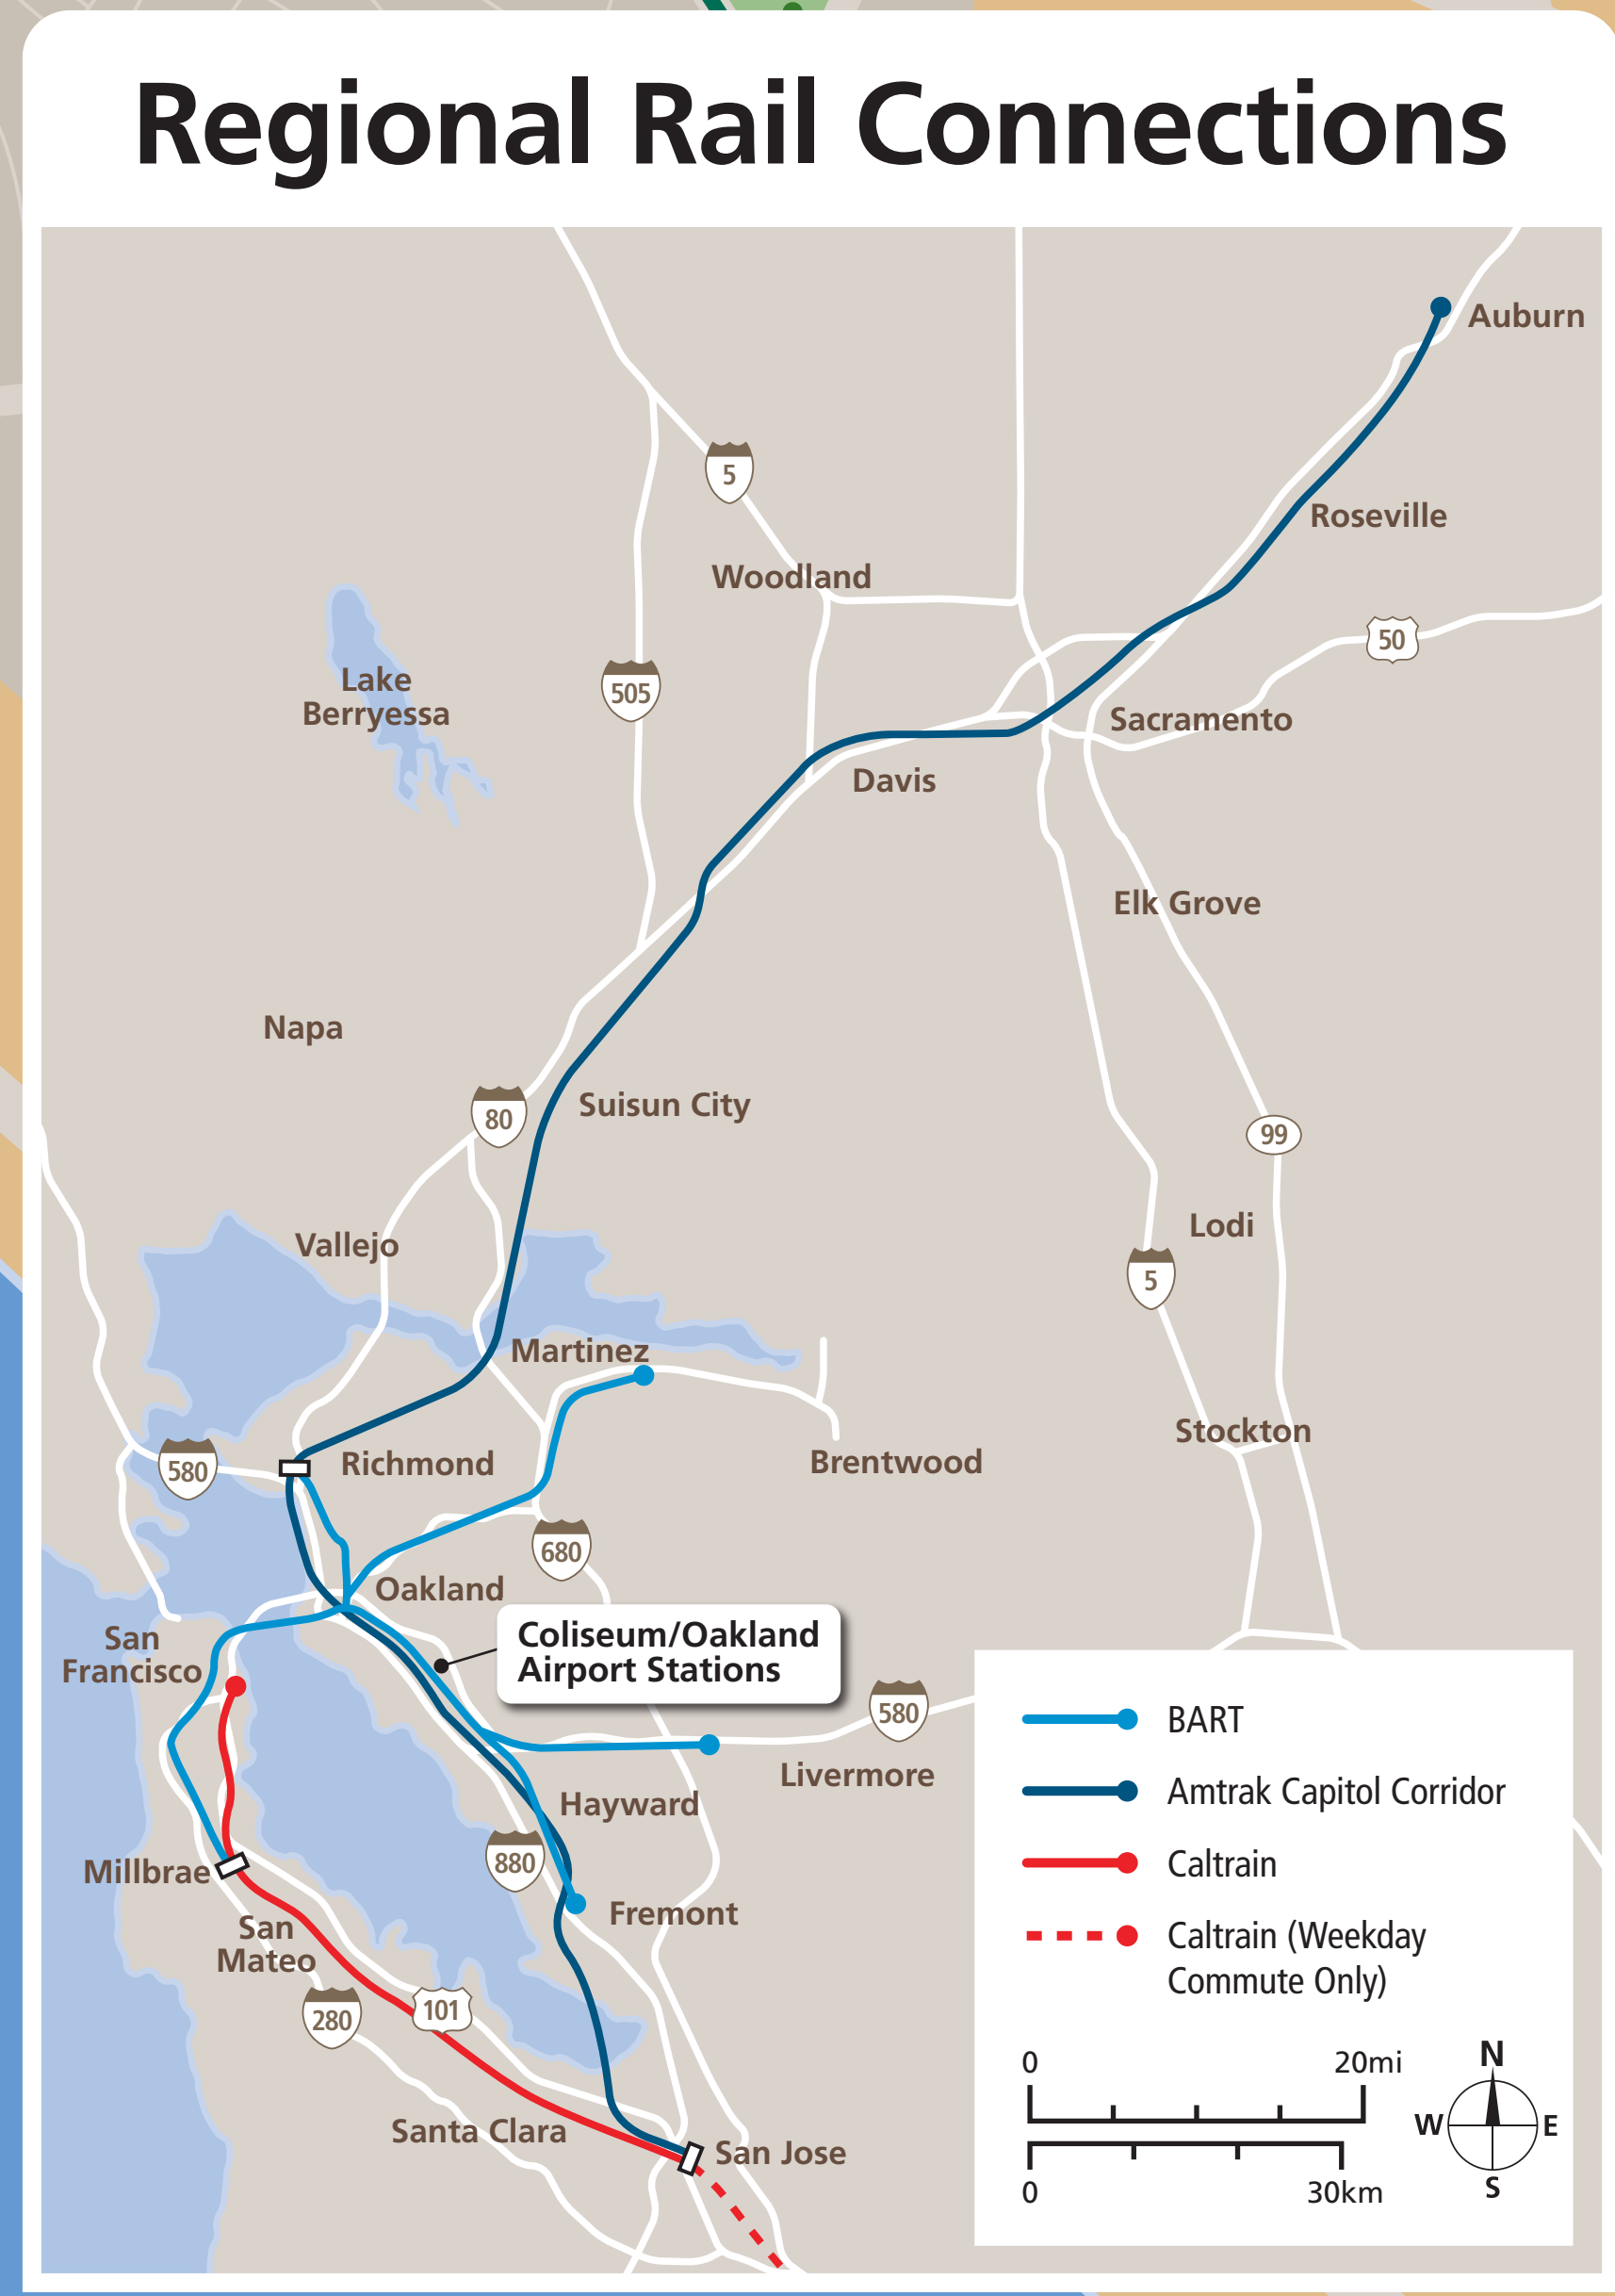 Regional Rail Connections
Auburn
5
Roseville
Woodland
50
Lake
Berryessa
505
Sacramento
Davis
Elk Grove
Napa
80
Suisun City
99
Lodi
Vallejo
5
Martinez
Stockton
Richmond
Brentwood
580
680
Oakland
San
Francisco
Coliseum/Oakland
Airport Stations
580
Livermore
Hayward
880
Millbrae
Fremont
San
Mateo
280
101
Santa Clara
San Jose
BART
Amtrak Capitol Corridor
Caltrain
Caltrain (Weekday
Commute Only)
0 20mi
0 30km
N
W E
S